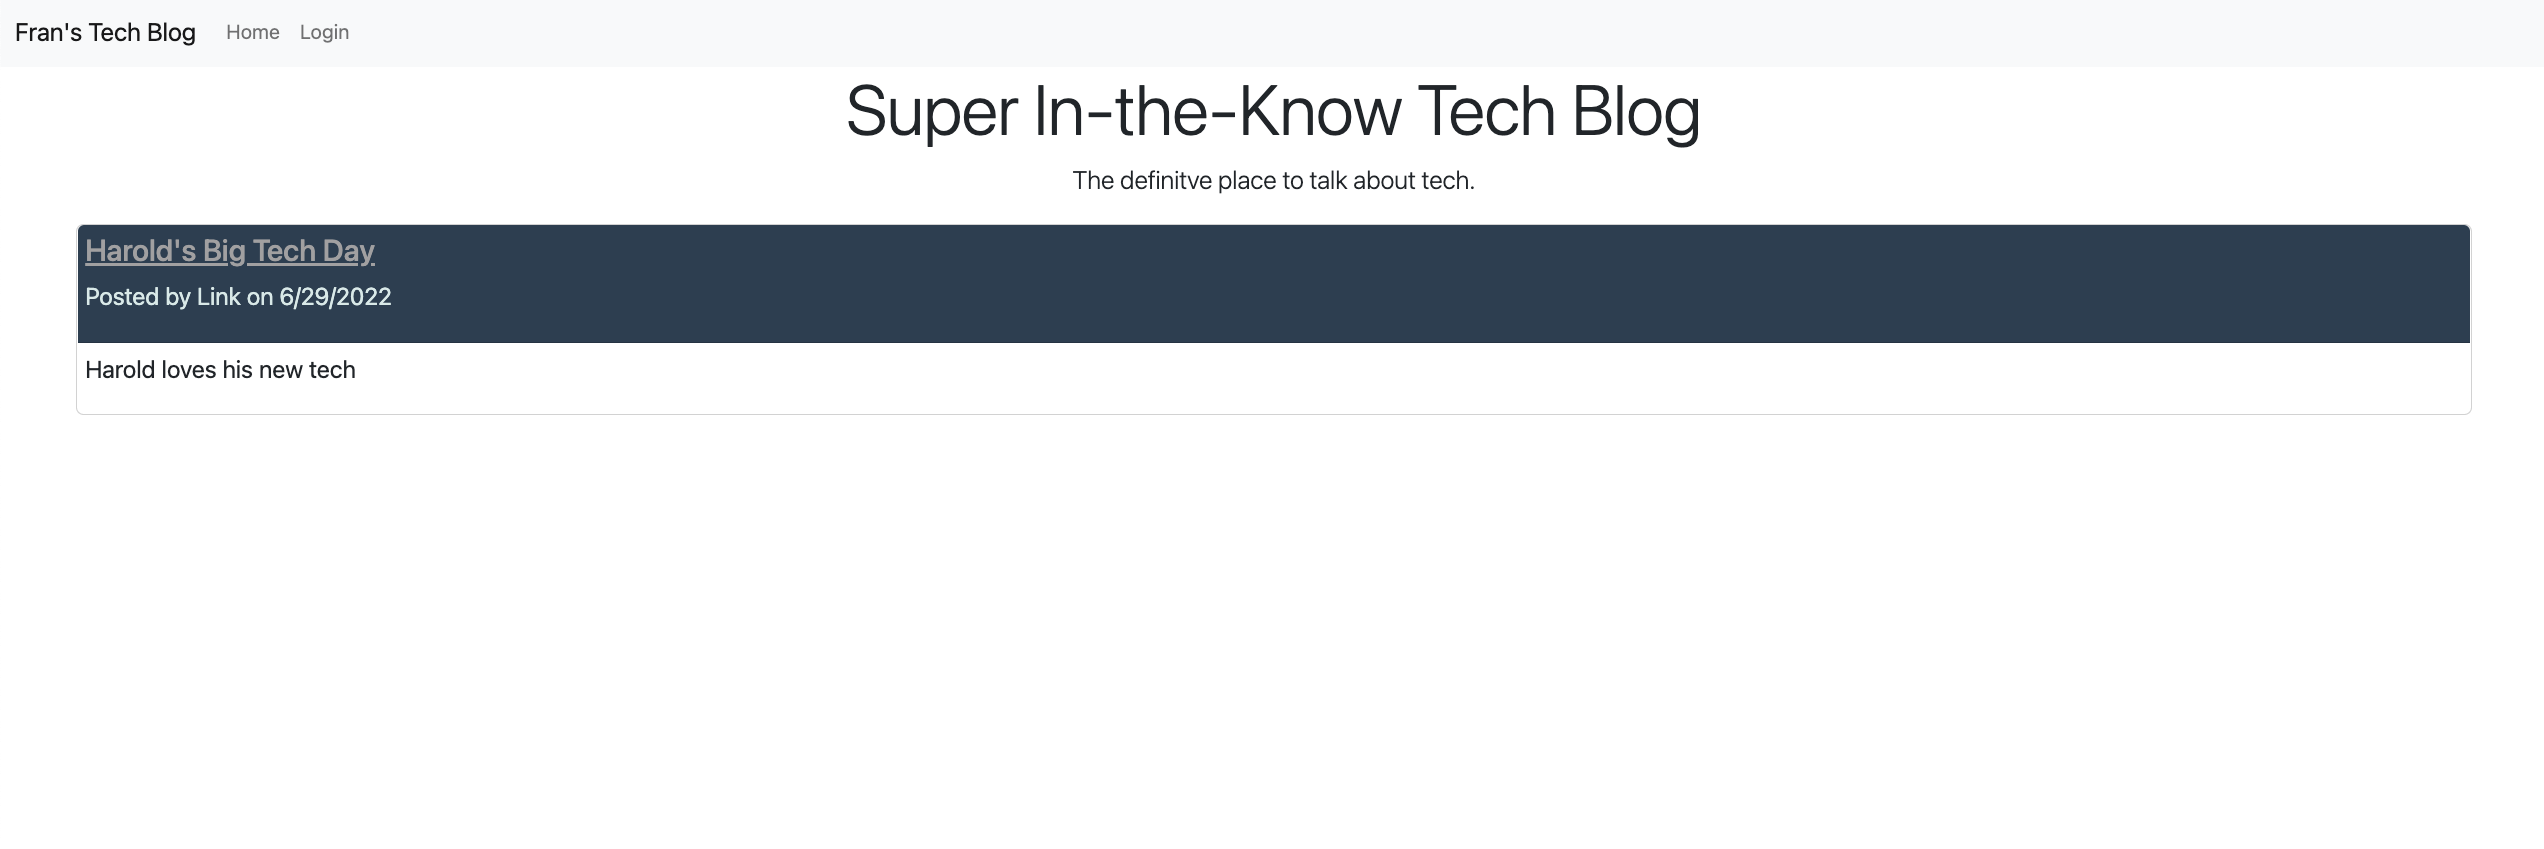 Fran's Tech Blog Home Login
Super In-the-Know Tech Blog
The definitve place to talk about tech.
Harold's Big Tech Day
Posted by Link on 6/29/2022
Harold loves his new tech